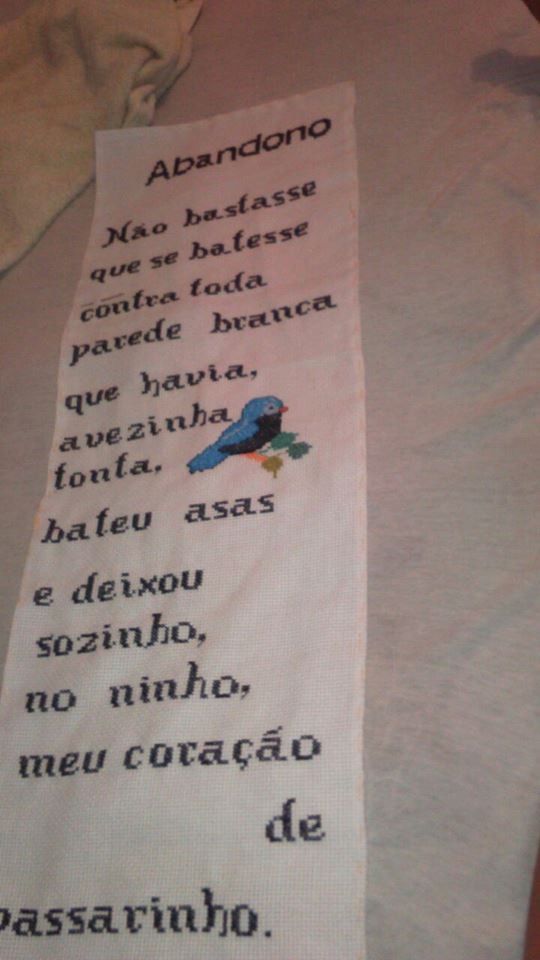 Abandono
Não bastasse
que se batesse
contra toda
parede branca
que havia,
avezinha
tonta,
bateu asas
e deixou
sozinho,
no ninho,
meu coração
de
passarinho.